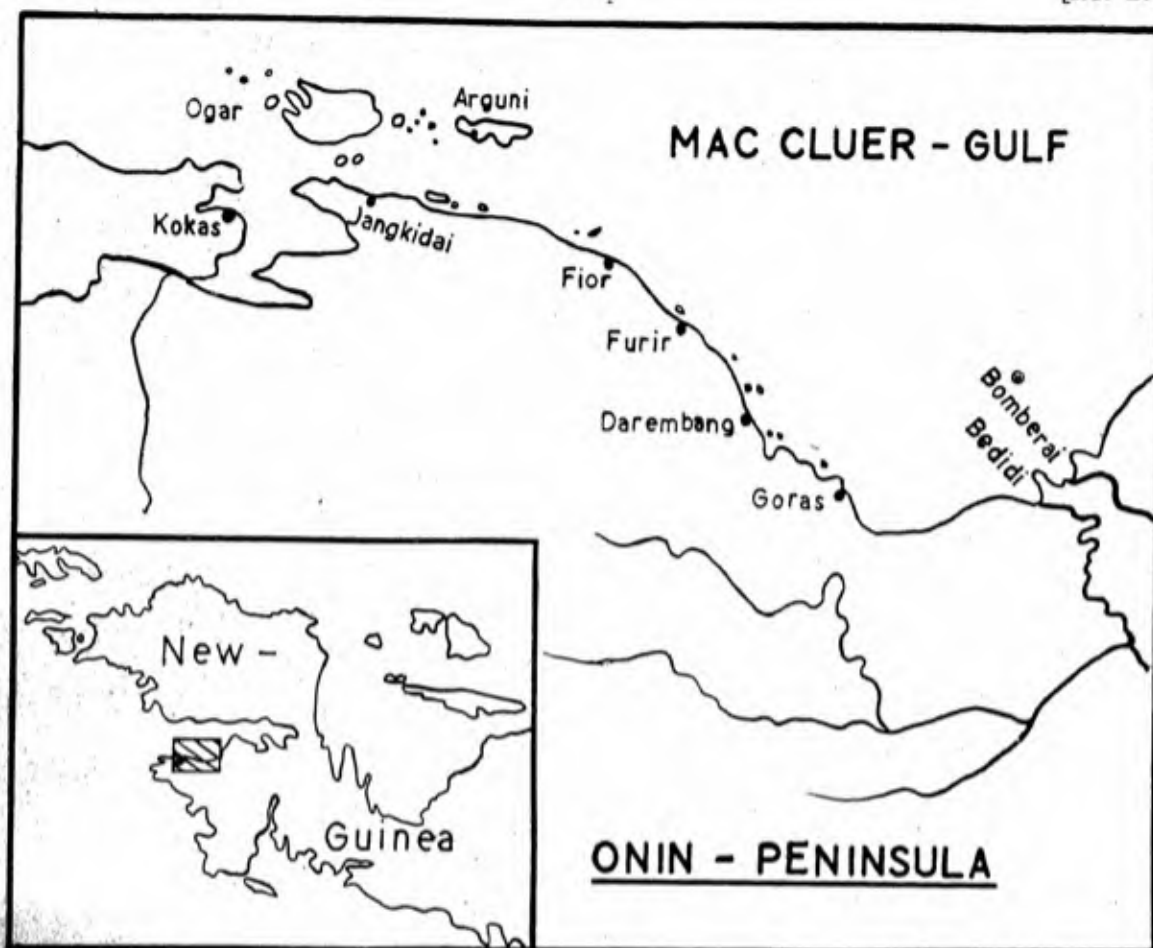 Ogar
Arguni
MAC CLUER - GULF
Kokas
Jangkidai
Fior
Furir
Darembang
Goras
Bomberai
Bedidi
New -
Guinea
ONIN - PENINSULA